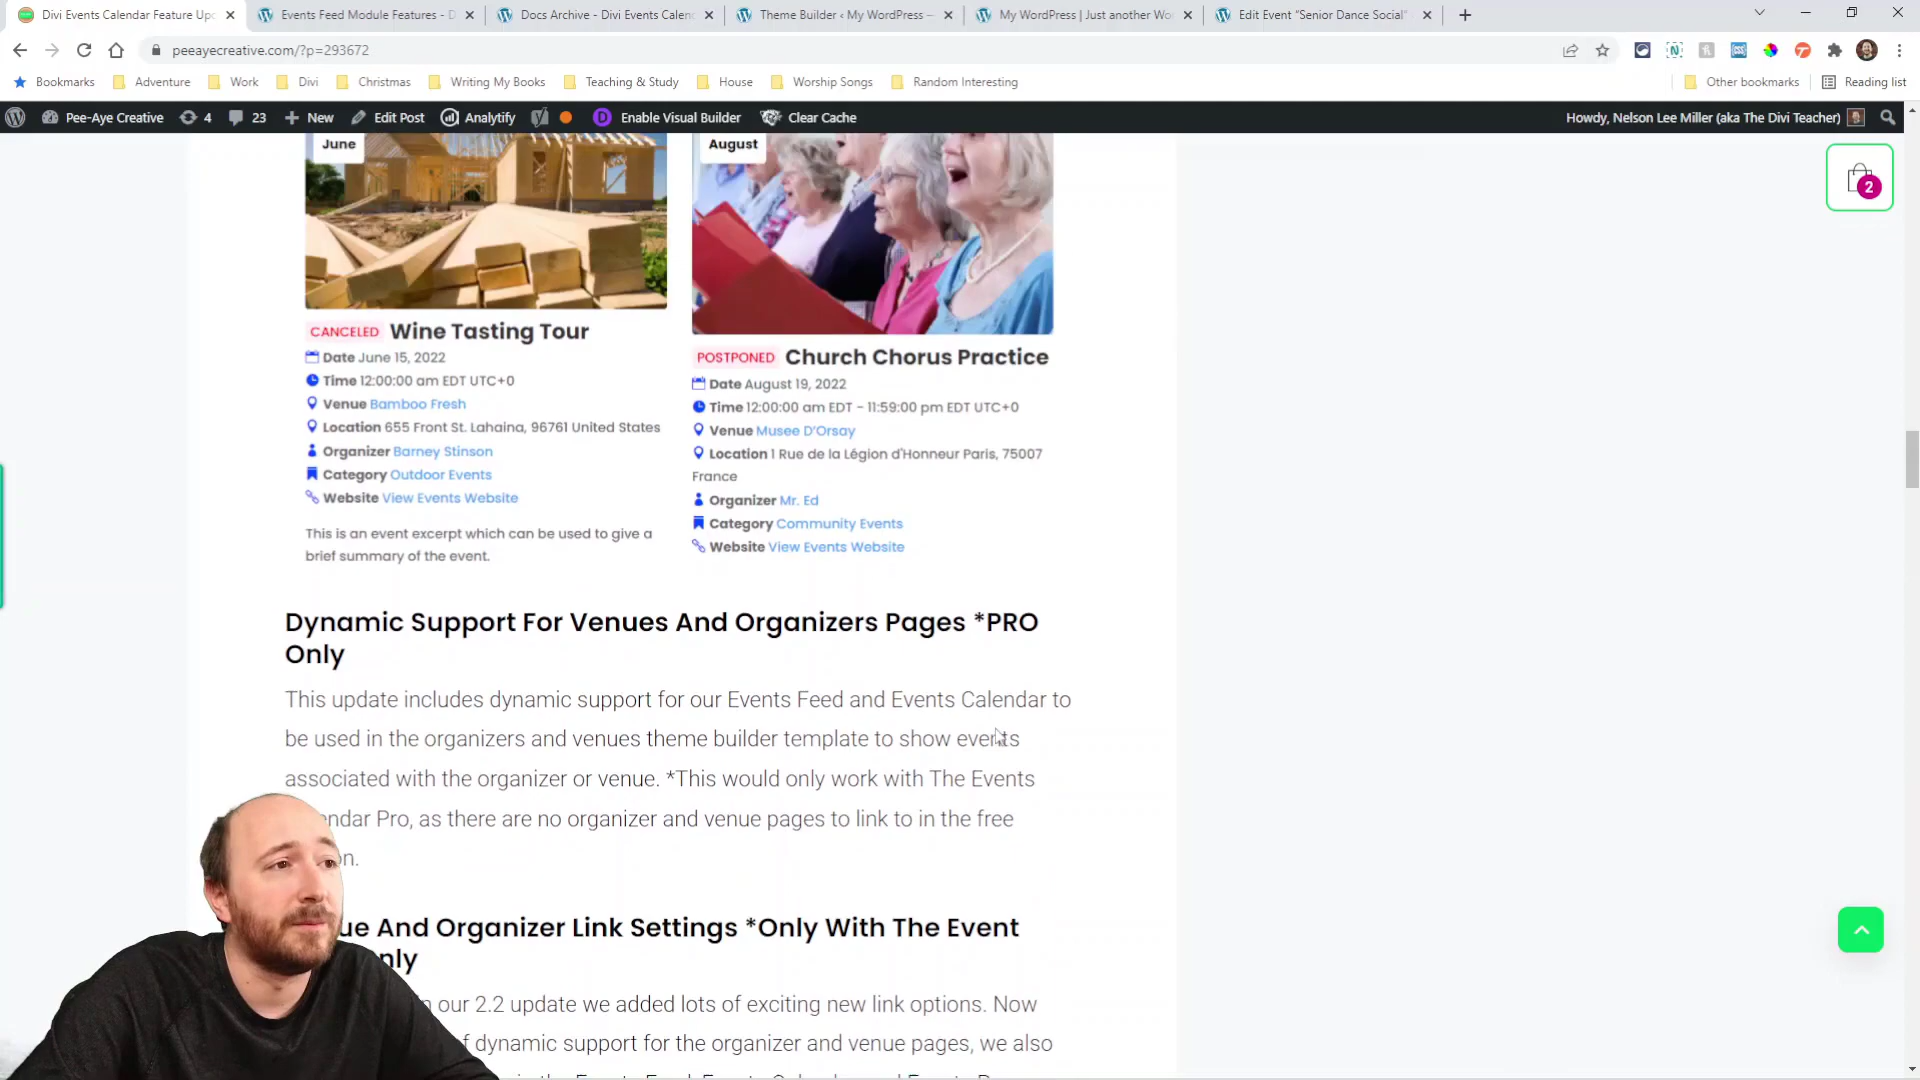 Divi Events Calendar Feature Upc
Events Feed Module Features - D
Docs Archive - Divi Events Calen
Theme Builder ‹ My WordPress —
My WordPress | Just another Wo
Edit Event “Senior Dance Social”
peeayecreative.com/?p=293672
Bookmarks Adventure Work Divi Christmas Writing My Books Teaching & Study House Worship Songs Random Interesting Other bookmarks Reading list
Pee-Aye Creative 4 23 New Edit Post Analytify Enable Visual Builder Clear Cache Howdy, Nelson Lee Miller (aka The Divi Teacher)
2
June
CANCELED Wine Tasting Tour
Date June 15, 2022
Time 12:00:00 am EDT UTC+0
Venue Bamboo Fresh
Location 655 Front St. Lahaina, 96761 United States
Organizer Barney Stinson
Category Outdoor Events
Website View Events Website
This is an event excerpt which can be used to give a
brief summary of the event.
August
POSTPONED Church Chorus Practice
Date August 19, 2022
Time 12:00:00 am EDT - 11:59:00 pm EDT UTC+0
Venue Musee D'Orsay
Location 1 Rue de la Légion d'Honneur Paris, 75007
France
Organizer Mr. Ed
Category Community Events
Website View Events Website
Dynamic Support For Venues And Organizers Pages *PRO
Only
This update includes dynamic support for our Events Feed and Events Calendar to
be used in the organizers and venues theme builder template to show events
associated with the organizer or venue. *This would only work with The Events
endar Pro, as there are no organizer and venue pages to link to in the free
on.
ue And Organizer Link Settings *Only With The Event
nly
n our 2.2 update we added lots of exciting new link options. Now
f dynamic support for the organizer and venue pages, we also